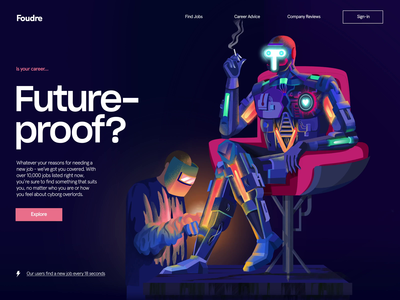 Foudre
Find Jobs
Career Advice
Company Reviews
Sign-in
Is your career...
Future-
proof?
Whatever your reasons for needing a
new job - we've got you covered. With
over 10,000 jobs listed right now,
you're sure to find something that suits
you, no matter who you are or how
you feel about cyborg overlords.
Explore
Our users find a new job every 18 seconds